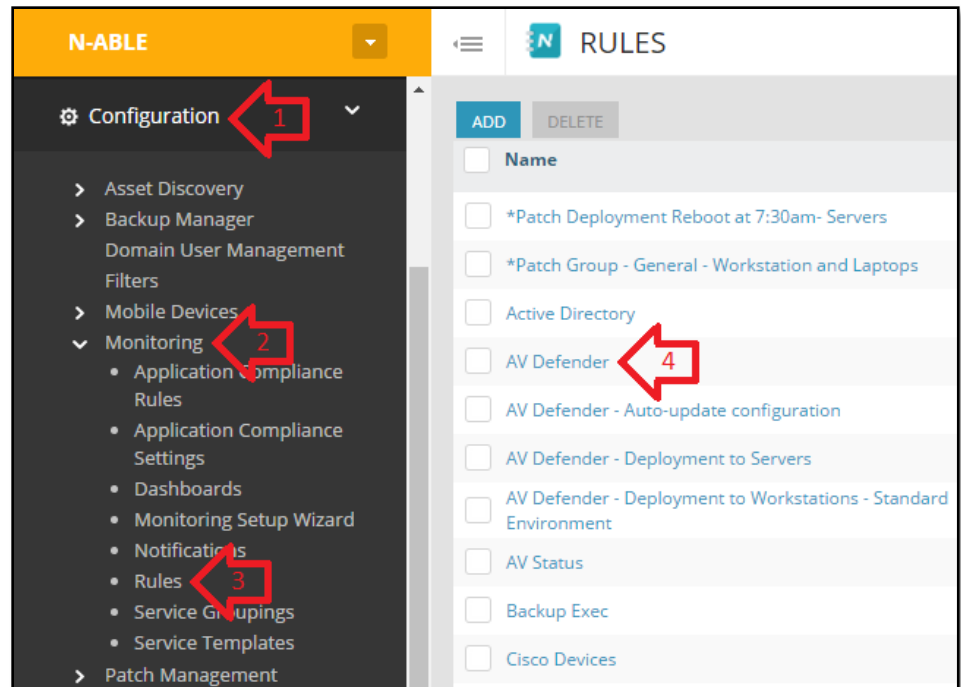 N-ABLE
Configuration
1
Asset Discovery
Backup Manager
Domain User Management
Filters
Mobile Devices
Monitoring
2
Application Compliance
Rules
Application Compliance
Settings
Dashboards
Monitoring Setup Wizard
Notifications
Rules
3
Service Groupings
Service Templates
Patch Management
N
RULES
ADD
DELETE
Name
*Patch Deployment Reboot at 7:30am- Servers
*Patch Group - General - Workstation and Laptops
Active Directory
AV Defender
4
AV Defender - Auto-update configuration
AV Defender - Deployment to Servers
AV Defender - Deployment to Workstations - Standard
Environment
AV Status
Backup Exec
Cisco Devices